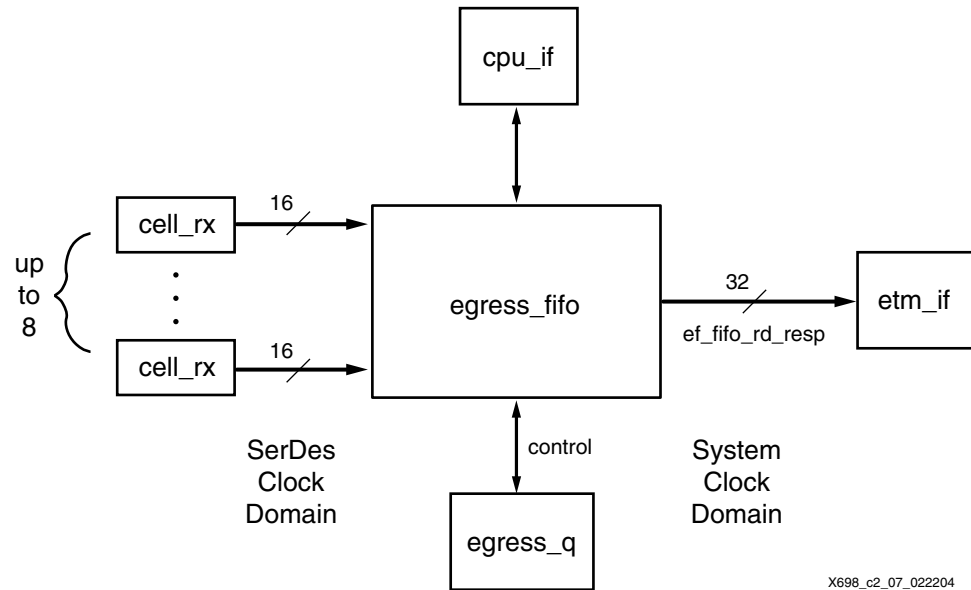 cpu_if
16
cell_rx
up
to
8
16
cell_rx
egress_fifo
32
ef_fifo_rd_resp
etm_if
SerDes
Clock
Domain
control
System
Clock
Domain
egress_q
X698_c2_07_022204